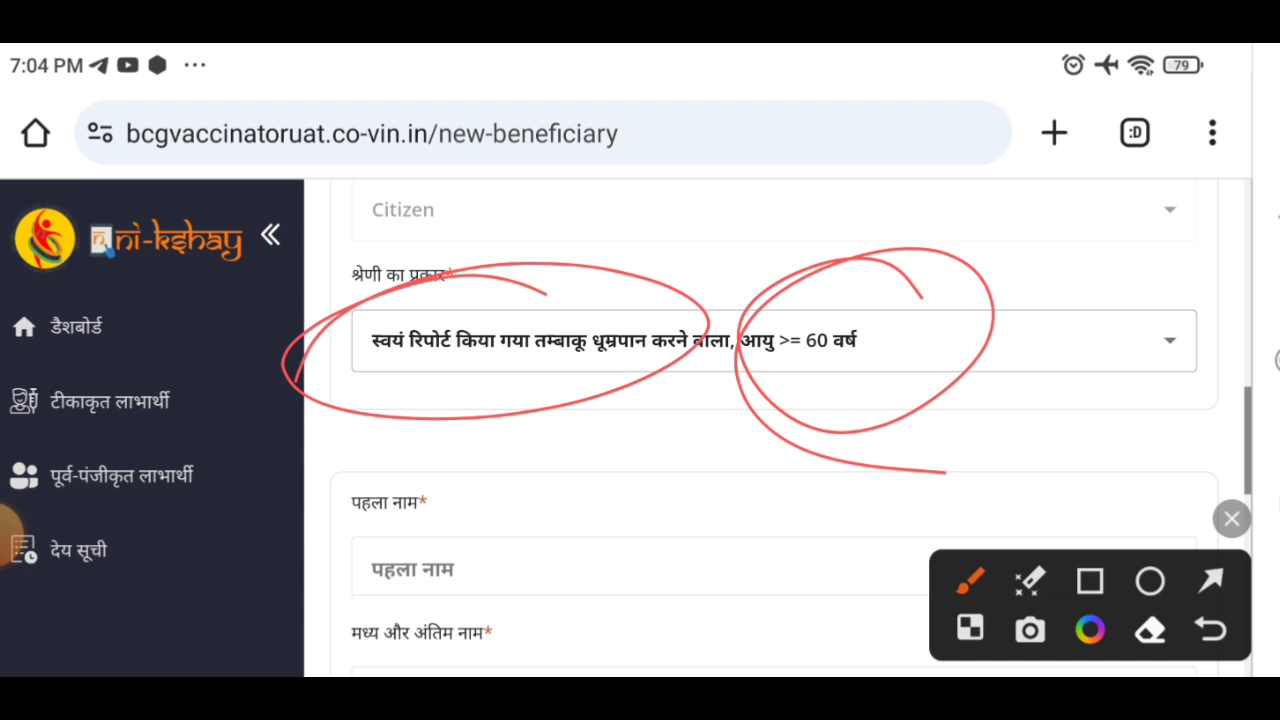 7:04 PM ... 79
bcgvaccinatoruat.co-vin.in/new-beneficiary
:D
ni-kshay
डैशबोर्ड
टीकाकृत लाभार्थी
पूर्व-पंजीकृत लाभार्थी
देय सूची
Citizen
श्रेणी का प्रकार*
स्वयं रिपोर्ट किया गया तम्बाकू धूम्रपान करने वाला, आयु >= 60 वर्ष
पहला नाम*
पहला नाम
मध्य और अंतिम नाम*